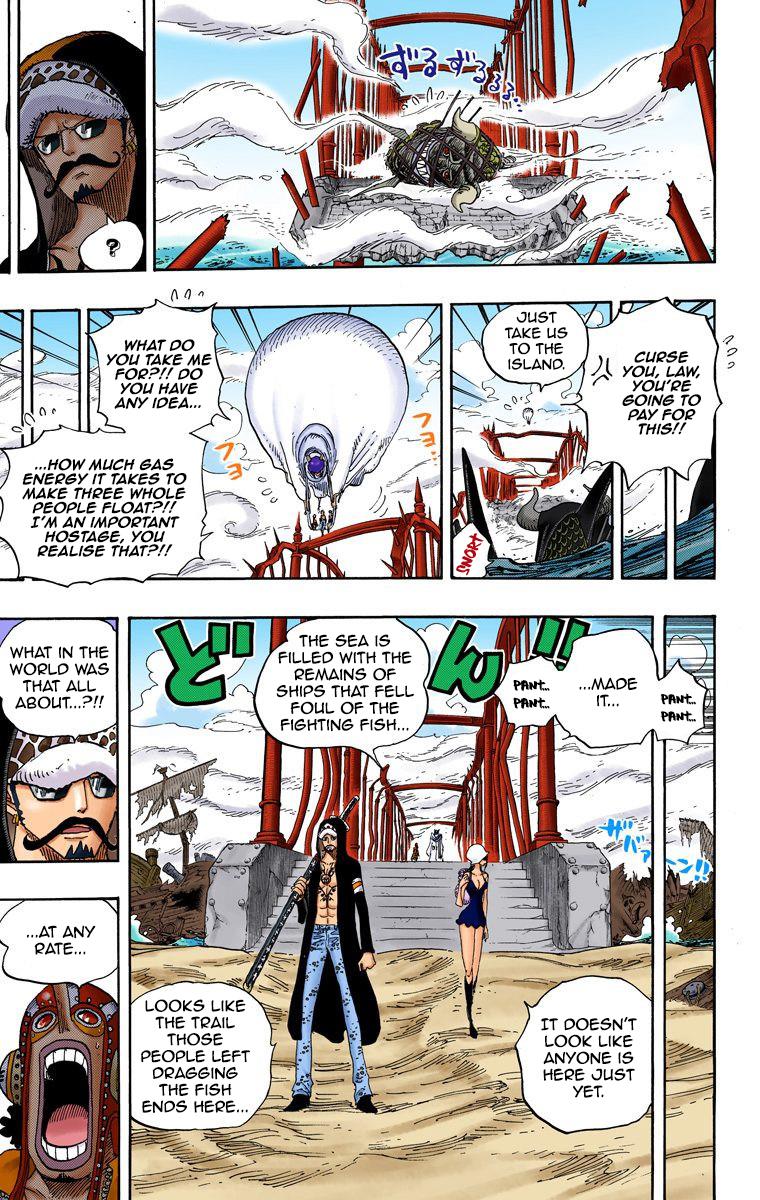 ずるずるるる…
?
CURSE
YOU, LAW,
YOU'RE
GOING TO
PAY FOR
THIS!!
JUST
TAKE US
TO THE
ISLAND.
SNORT
WHAT DO
YOU TAKE ME
FOR?!! DO
YOU HAVE
ANY IDEA...
フヨ
フヨ
...HOW MUCH GAS
ENERGY IT TAKES TO
MAKE THREE WHOLE
PEOPLE FLOAT?!!
I'M AN IMPORTANT
HOSTAGE, YOU
REALISE THAT?!!
PANT...
PANT...
...MADE
IT...
PANT...
PANT...
どん!!
THE SEA IS
FILLED WITH THE
REMAINS OF
SHIPS THAT FELL
FOUL OF THE
FIGHTING FISH...
ザバァーン!!
IT DOESN'T
LOOK LIKE
ANYONE IS
HERE JUST
YET.
LOOKS LIKE
THE TRAIL
THOSE
PEOPLE LEFT
DRAGGING
THE FISH
ENDS HERE...
WHAT IN THE
WORLD WAS
THAT ALL
ABOUT...?!!
...AT ANY
RATE...